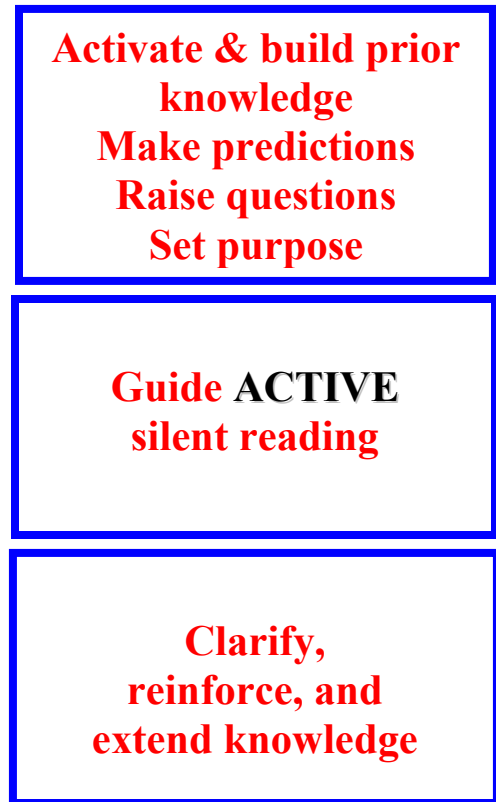 Activate & build prior
knowledge
Make predictions
Raise questions
Set purpose
Guide ACTIVE
silent reading
Clarify,
reinforce, and
extend knowledge